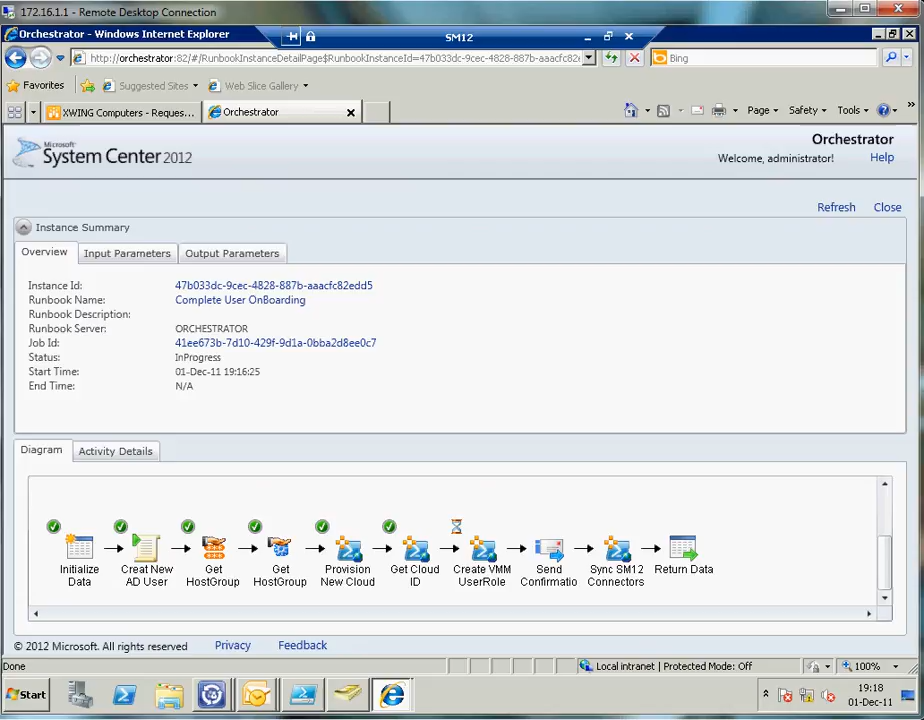 172.16.1.1 - Remote Desktop Connection
Orchestrator - Windows Internet Explorer
SM12
http://orchestrator:82/#/RunbookInstanceDetailPage$RunbookInstanceId=47b033dc-9cec-4828-887b-aaacfc82
Bing
Favorites
Suggested Sites
Web Slice Gallery
XWING Computers - Reques...
Orchestrator
Page
Safety
Tools
»
Microsoft
System Center 2012
Orchestrator
Welcome, administrator!
Help
Refresh
Close
Instance Summary
Overview
Input Parameters
Output Parameters
Instance Id: 47b033dc-9cec-4828-887b-aaacfc82edd5
Runbook Name: Complete User OnBoarding
Runbook Description:
Runbook Server: ORCHESTRATOR
Job Id: 41ee673b-7d10-429f-9d1a-0bba2d8ee0c7
Status: InProgress
Start Time: 01-Dec-11 19:16:25
End Time: N/A
Diagram
Activity Details
Initialize
Data
Creat New
AD User
Get
HostGroup
Get
HostGroup
Provision
New Cloud
Get Cloud
ID
Create VMM
UserRole
Send
Confirmatio
Sync SM12
Connectors
Return Data
© 2012 Microsoft. All rights reserved
Privacy
Feedback
Done
Local intranet | Protected Mode: Off
100%
Start
19:18
01-Dec-11